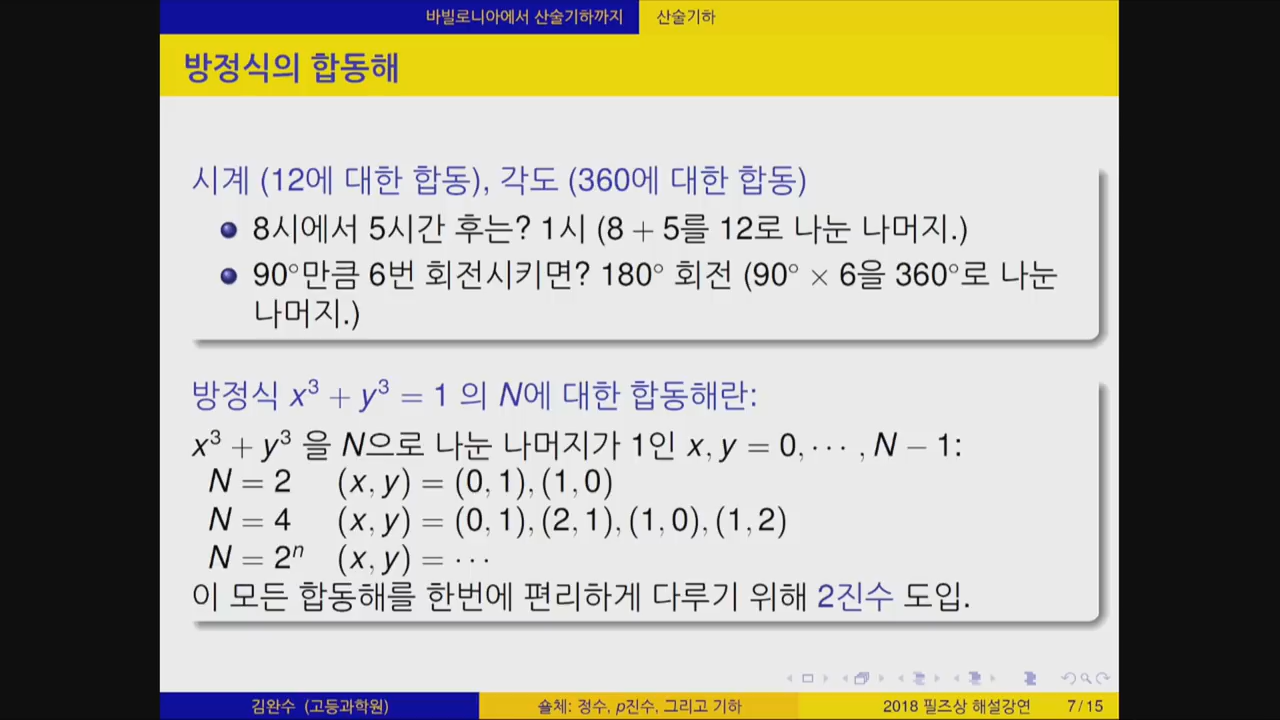 바빌로니아에서 산술기하까지 산술기하
방정식의 합동해
시계 (12에 대한 합동), 각도 (360에 대한 합동)
8시에서 5시간 후는? 1시 (8 + 5를 12로 나눈 나머지.)
90°만큼 6번 회전시키면? 180° 회전 (90° × 6을 360°로 나눈
나머지.)
방정식 x³ + y³ = 1 의 N에 대한 합동해란:
x³ + y³ 을 N으로 나눈 나머지가 1인 x, y = 0, ⋯ , N − 1:
N = 2 (x, y) = (0, 1), (1, 0)
N = 4 (x, y) = (0, 1), (2, 1), (1, 0), (1, 2)
N = 2ⁿ (x, y) = ⋯
이 모든 합동해를 한번에 편리하게 다루기 위해 2진수 도입.
김완수 (고등과학원) 숄체: 정수, p진수, 그리고 기하 2018 필즈상 해설강연 7 / 15